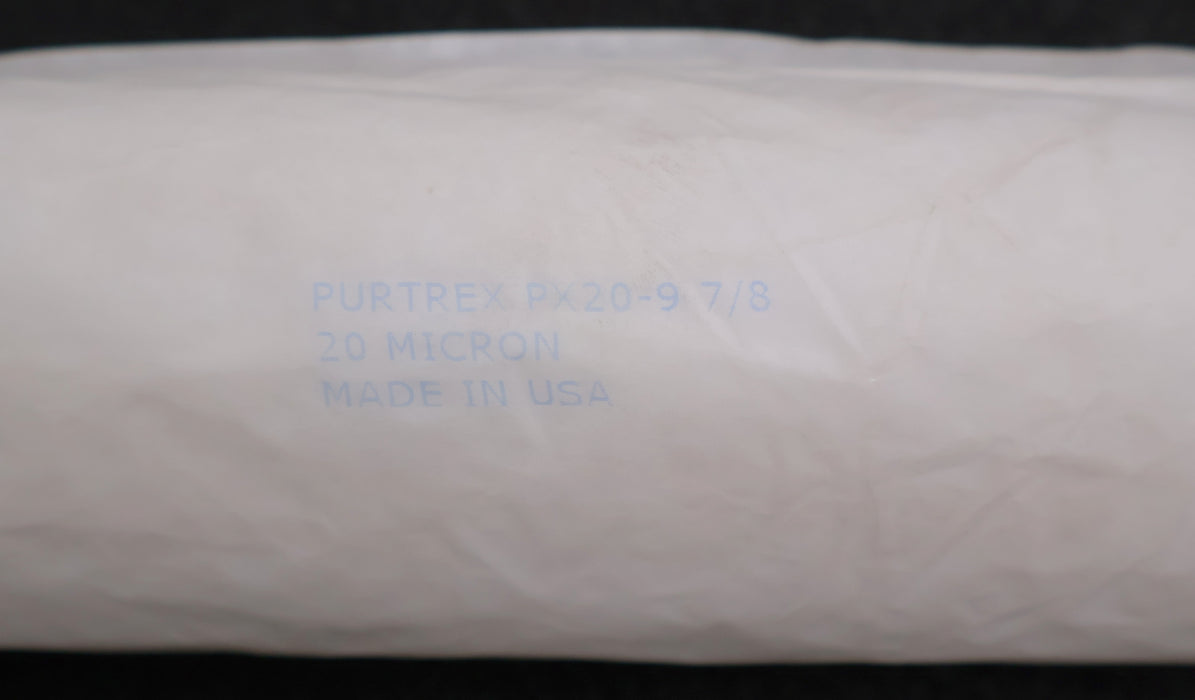 PURTREX PX20-9 7/8
20 MICRON
MADE IN USA